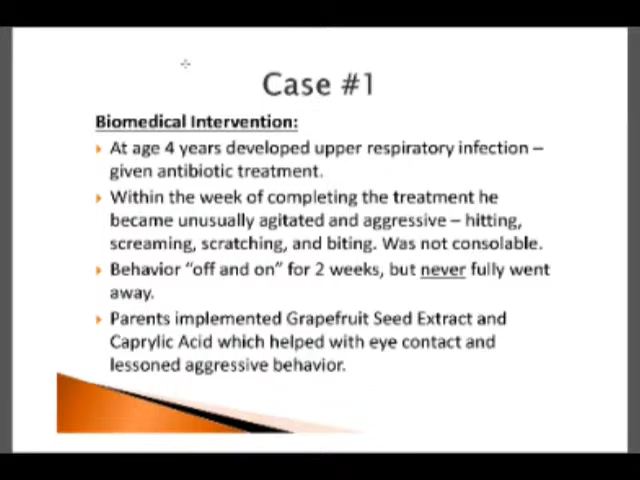 Case #1
Biomedical Intervention:
At age 4 years developed upper respiratory infection –
given antibiotic treatment.
Within the week of completing the treatment he
became unusually agitated and aggressive – hitting,
screaming, scratching, and biting. Was not consolable.
Behavior "off and on" for 2 weeks, but never fully went
away.
Parents implemented Grapefruit Seed Extract and
Caprylic Acid which helped with eye contact and
lessoned aggressive behavior.